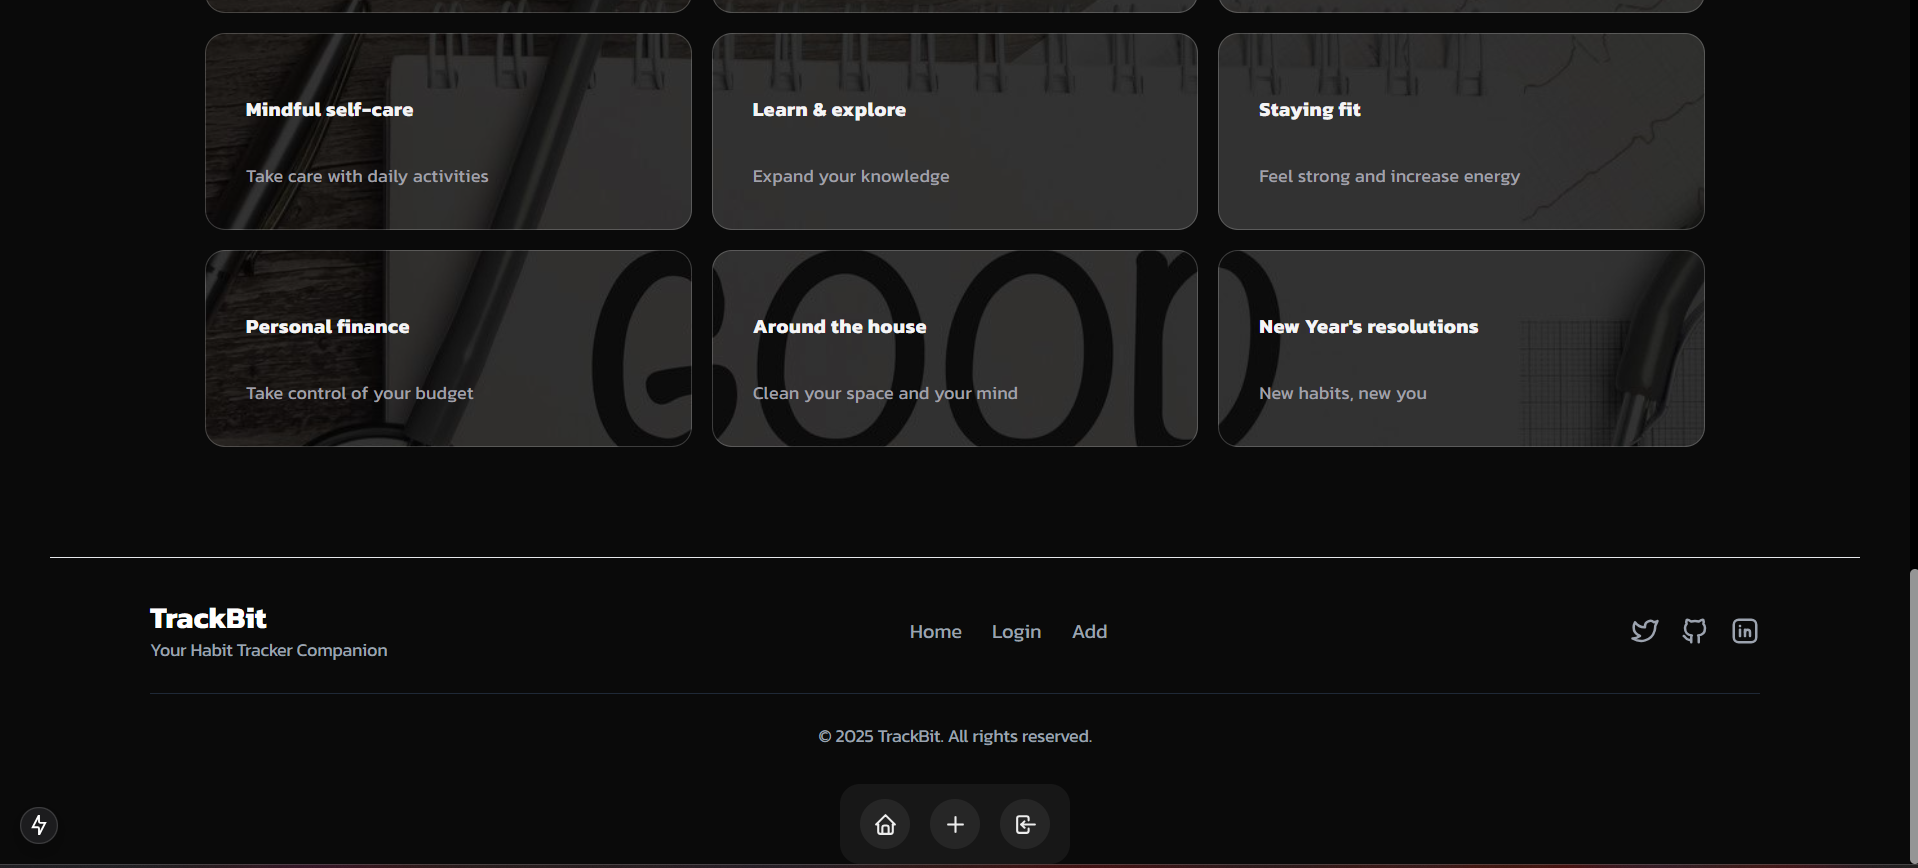 Mindful self-care
Take care with daily activities
Learn & explore
Expand your knowledge
Staying fit
Feel strong and increase energy
Personal finance
Take control of your budget
Around the house
Clean your space and your mind
New Year's resolutions
New habits, new you
GOOD
TrackBit
Your Habit Tracker Companion
Home
Login
Add
in
© 2025 TrackBit. All rights reserved.